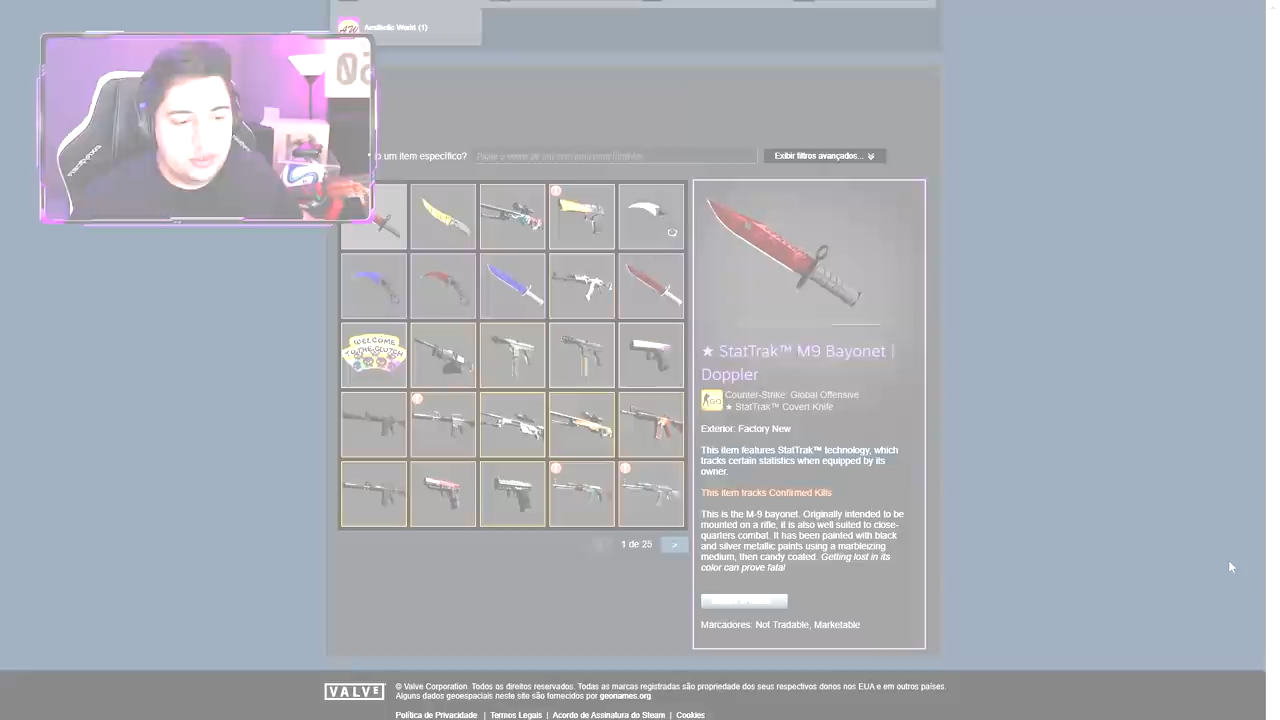 Aesthetic World (1)
um item específico?
Exibir filtros avançados...
WELCOME
TO THE CLUTCH
★ StatTrak™ M9 Bayonet |
Doppler
Counter-Strike: Global Offensive
★ StatTrak™ Covert Knife
Exterior: Factory New
This item features StatTrak™ technology, which
tracks certain statistics when equipped by its
owner.
This item tracks Confirmed Kills
This is the M-9 bayonet. Originally intended to be
mounted on a rifle, it is also well suited to close-
quarters combat. It has been painted with black
and silver metallic paints using a marbleizing
medium, then candy coated. Getting lost in its
color can prove fatal
1 de 25
>
Marcadores: Not Tradable, Marketable
VALVE
© Valve Corporation. Todos os direitos reservados. Todas as marcas registradas são propriedade dos seus respectivos donos nos EUA e em outros países.
Alguns dados geoespaciais neste site são fornecidos por geonames.org.
Política de Privacidade | Termos Legais | Acordo de Assinatura do Steam | Cookies